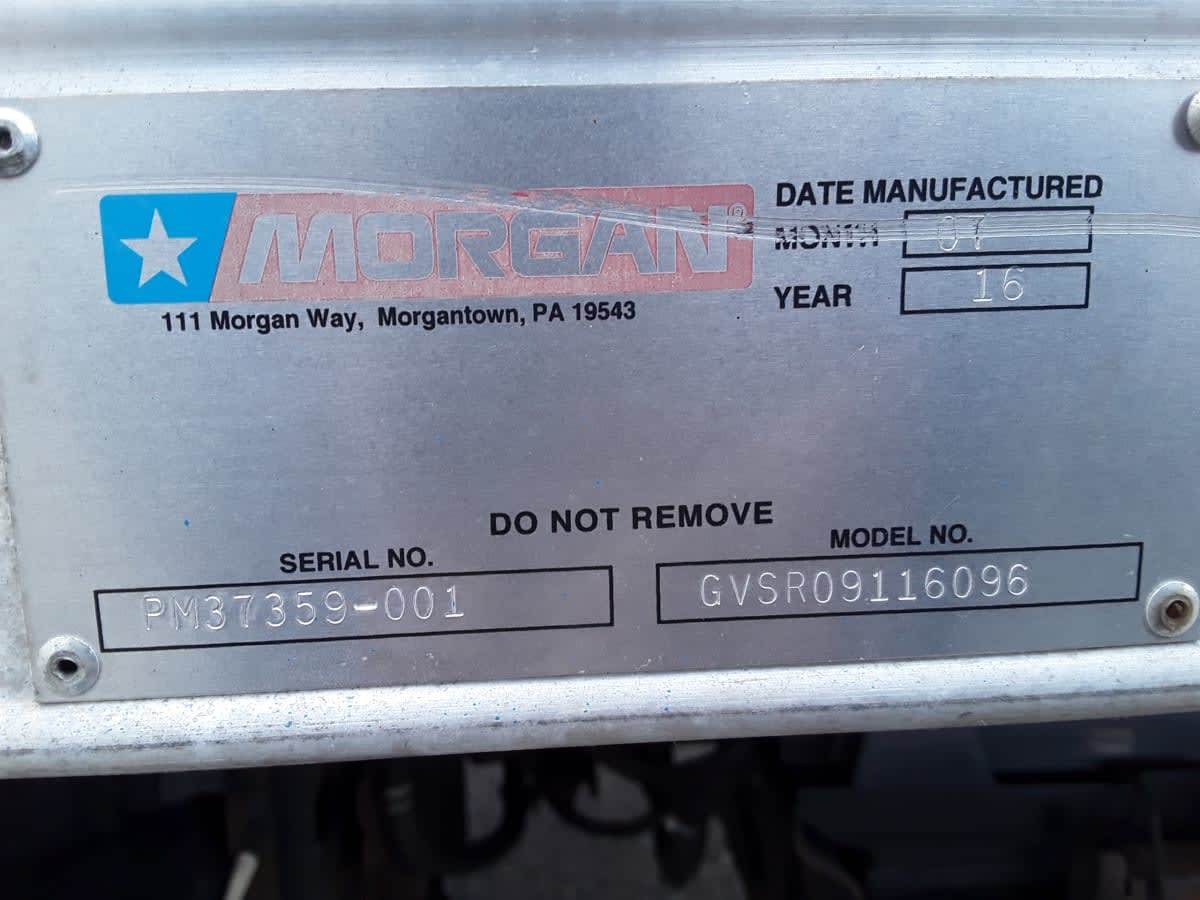 MORGAN®
111 Morgan Way, Morgantown, PA 19543
DATE MANUFACTURED
MONTH 07
YEAR 16
DO NOT REMOVE
SERIAL NO.
PM37359-001
MODEL NO.
GVSR09116096